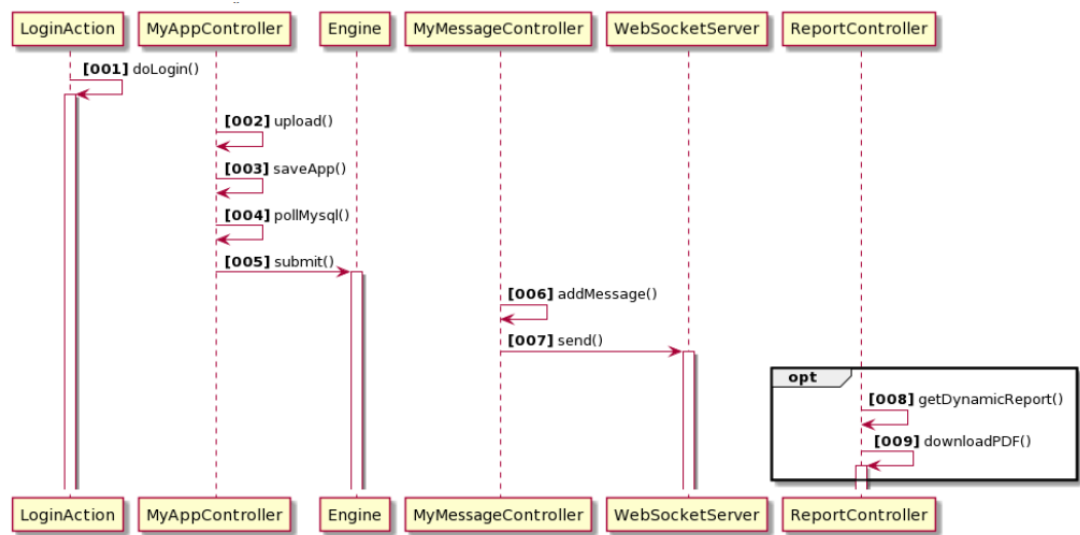 LoginAction MyAppController Engine MyMessageController WebSocketServer ReportController
[001] doLogin()
[002] upload()
[003] saveApp()
[004] pollMysql()
[005] submit()
[006] addMessage()
[007] send()
opt
[008] getDynamicReport()
[009] downloadPDF()
LoginAction MyAppController Engine MyMessageController WebSocketServer ReportController